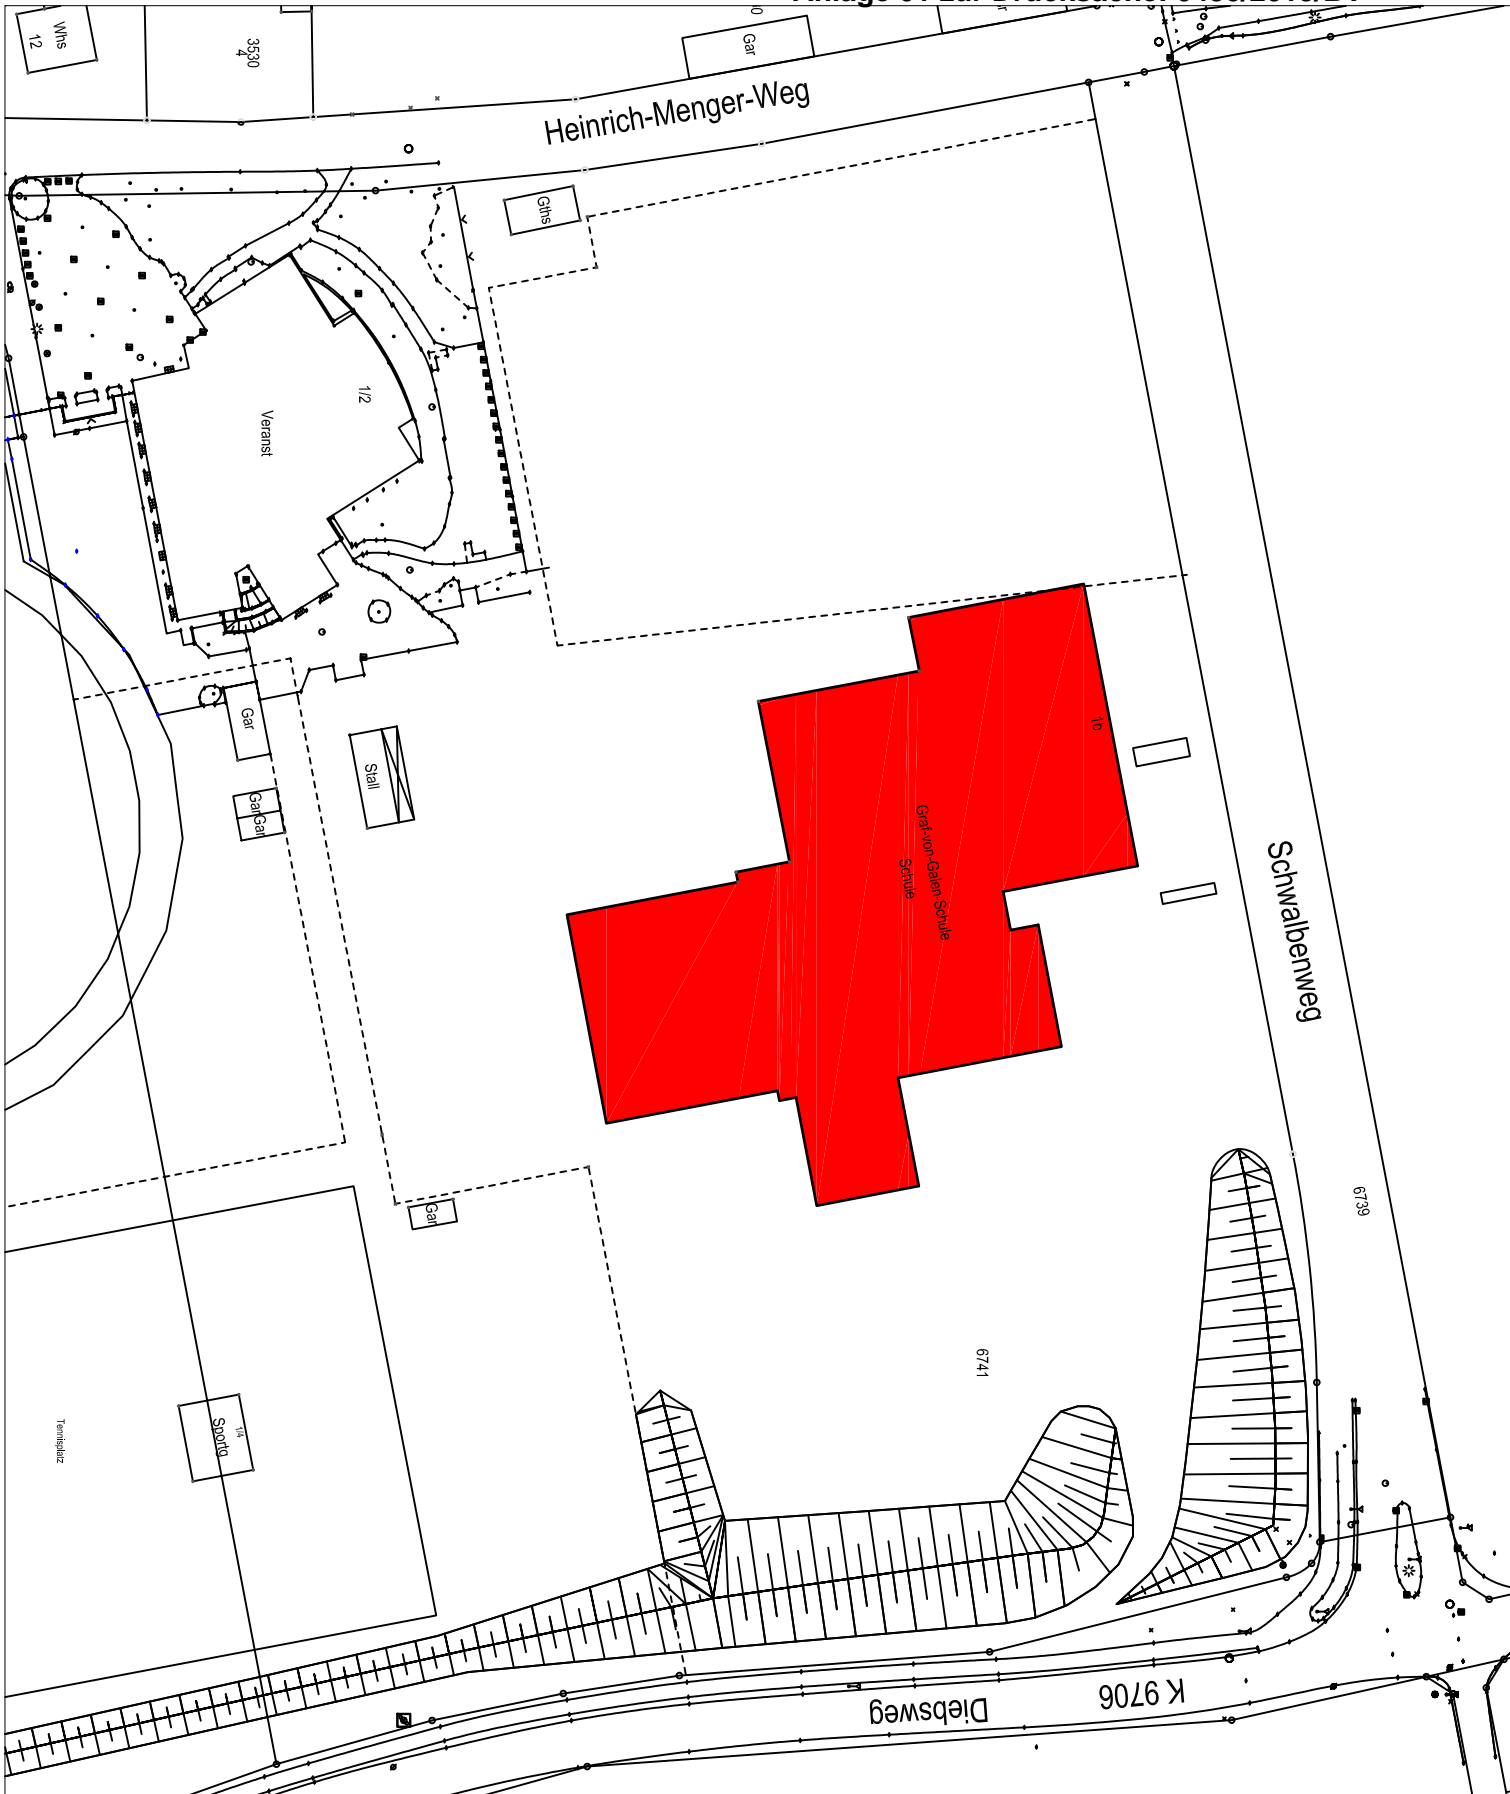 Whs
12
3530
4
Gar
Heinrich-Menger-Weg
Gths
1/2
Veranst
Gar
Stall
Gar
Gar
1b
Graf-von-Galen-Schule
Schule
Schwalbenweg
6739
Gar
6741
1/4
Sportg
Tennisplatz
Diebsweg
K 9706